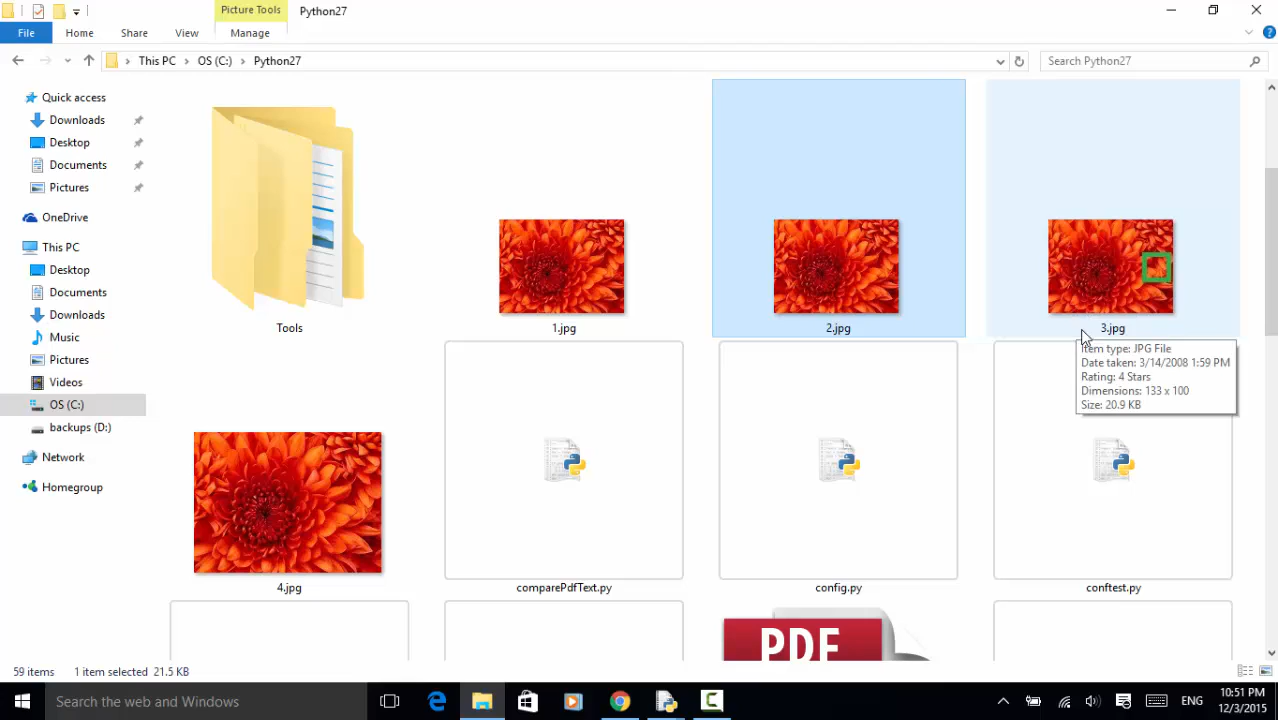 Picture Tools
Python27
File
Home
Share
View
Manage
This PC
OS (C:)
Python27
Search Python27
Quick access
Downloads
Desktop
Documents
Pictures
OneDrive
This PC
Desktop
Documents
Downloads
Music
Pictures
Videos
OS (C:)
backups (D:)
Network
Homegroup
Tools
1.jpg
2.jpg
3.jpg
Item type: JPG File
Date taken: 3/14/2008 1:59 PM
Rating: 4 Stars
Dimensions: 133 x 100
Size: 20.9 KB
4.jpg
comparePdfText.py
config.py
conftest.py
PDF
59 items
1 item selected 21.5 KB
Search the web and Windows
ENG
10:51 PM
12/3/2015